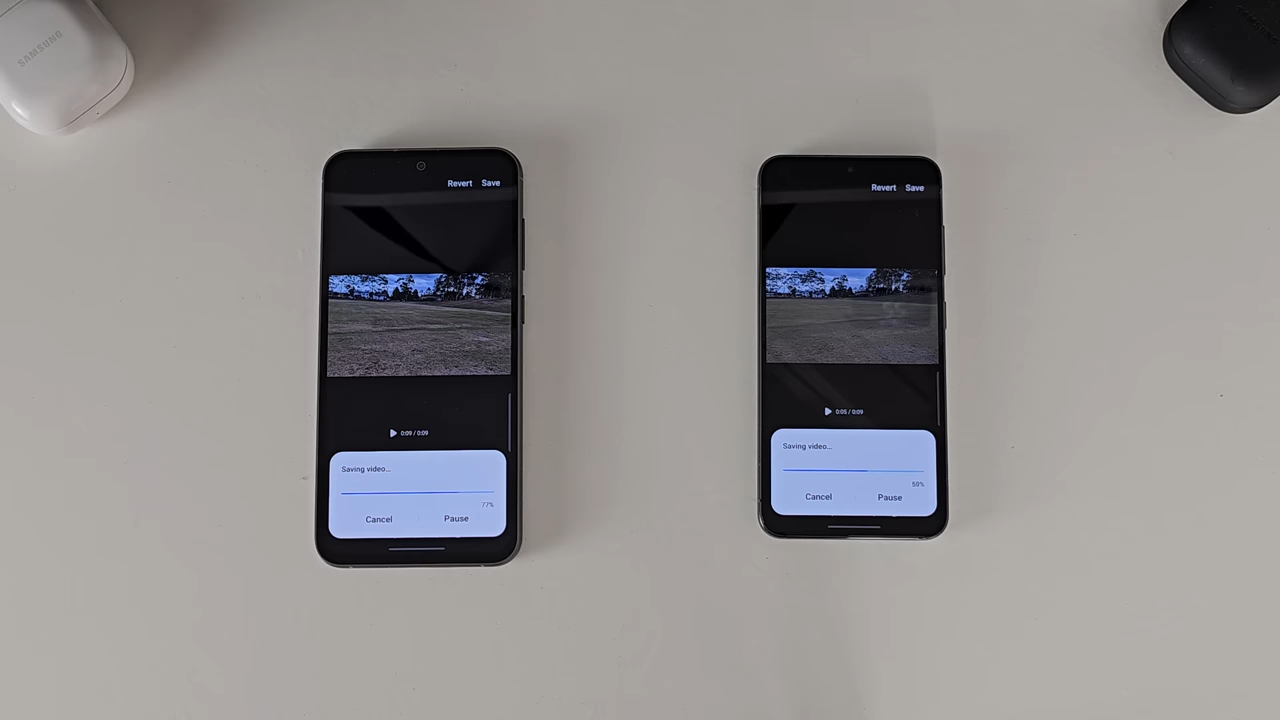 SAMSUNG
Revert Save
0:09 / 0:09
Saving video...
77%
Cancel Pause
Revert Save
0:05 / 0:09
Saving video...
59%
Cancel Pause